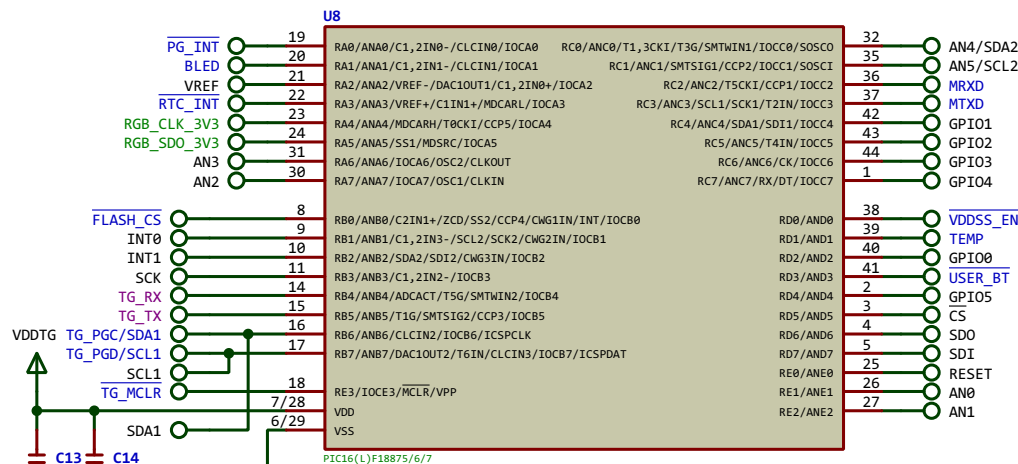 U8
PG_INT 19 RA0/ANA0/C1,2IN0-/CLCIN0/IOCA0 RC0/ANC0/T1,3CKI/T3G/SMTWIN1/IOCC0/SOSCO 32 AN4/SDA2
BLED 20 RA1/ANA1/C1,2IN1-/CLCIN1/IOCA1 RC1/ANC1/SMTSIG1/CCP2/IOCC1/SOSCI 35 AN5/SCL2
VREF 21 RA2/ANA2/VREF-/DAC1OUT1/C1,2IN0+/IOCA2 RC2/ANC2/T5CKI/CCP1/IOCC2 36 MRXD
RTC_INT 22 RA3/ANA3/VREF+/C1IN1+/MDCARL/IOCA3 RC3/ANC3/SCL1/SCK1/T2IN/IOCC3 37 MTXD
RGB_CLK_3V3 23 RA4/ANA4/MDCARH/T0CKI/CCP5/IOCA4 RC4/ANC4/SDA1/SDI1/IOCC4 42 GPIO1
RGB_SDO_3V3 24 RA5/ANA5/SS1/MDSRC/IOCA5 RC5/ANC5/T4IN/IOCC5 43 GPIO2
AN3 31 RA6/ANA6/IOCA6/OSC2/CLKOUT RC6/ANC6/CK/IOCC6 44 GPIO3
AN2 30 RA7/ANA7/IOCA7/OSC1/CLKIN RC7/ANC7/RX/DT/IOCC7 1 GPIO4
FLASH_CS 8 RB0/ANB0/C2IN1+/ZCD/SS2/CCP4/CWG1IN/INT/IOCB0 RD0/AND0 38 VDDSS_EN
INT0 9 RB1/ANB1/C1,2IN3-/SCL2/SCK2/CWG2IN/IOCB1 RD1/AND1 39 TEMP
INT1 10 RB2/ANB2/SDA2/SDI2/CWG3IN/IOCB2 RD2/AND2 40 GPIO0
SCK 11 RB3/ANB3/C1,2IN2-/IOCB3 RD3/AND3 41 USER_BT
TG_RX 14 RB4/ANB4/ADCACT/T5G/SMTWIN2/IOCB4 RD4/AND4 2 GPIO5
TG_TX 15 RB5/ANB5/T1G/SMTSIG2/CCP3/IOCB5 RD5/AND5 3 CS
VDDTG TG_PGC/SDA1 16 RB6/ANB6/CLCIN2/IOCB6/ICSPCLK RD6/AND6 4 SDO
TG_PGD/SCL1 17 RB7/ANB7/DAC1OUT2/T6IN/CLCIN3/IOCB7/ICSPDAT RD7/AND7 5 SDI
SCL1 RE0/ANE0 25 RESET
TG_MCLR 18 RE3/IOCE3/MCLR/VPP RE1/ANE1 26 AN0
7/28 VDD RE2/ANE2 27 AN1
SDA1 6/29 VSS
C13 C14 PIC16(L)F18875/6/7